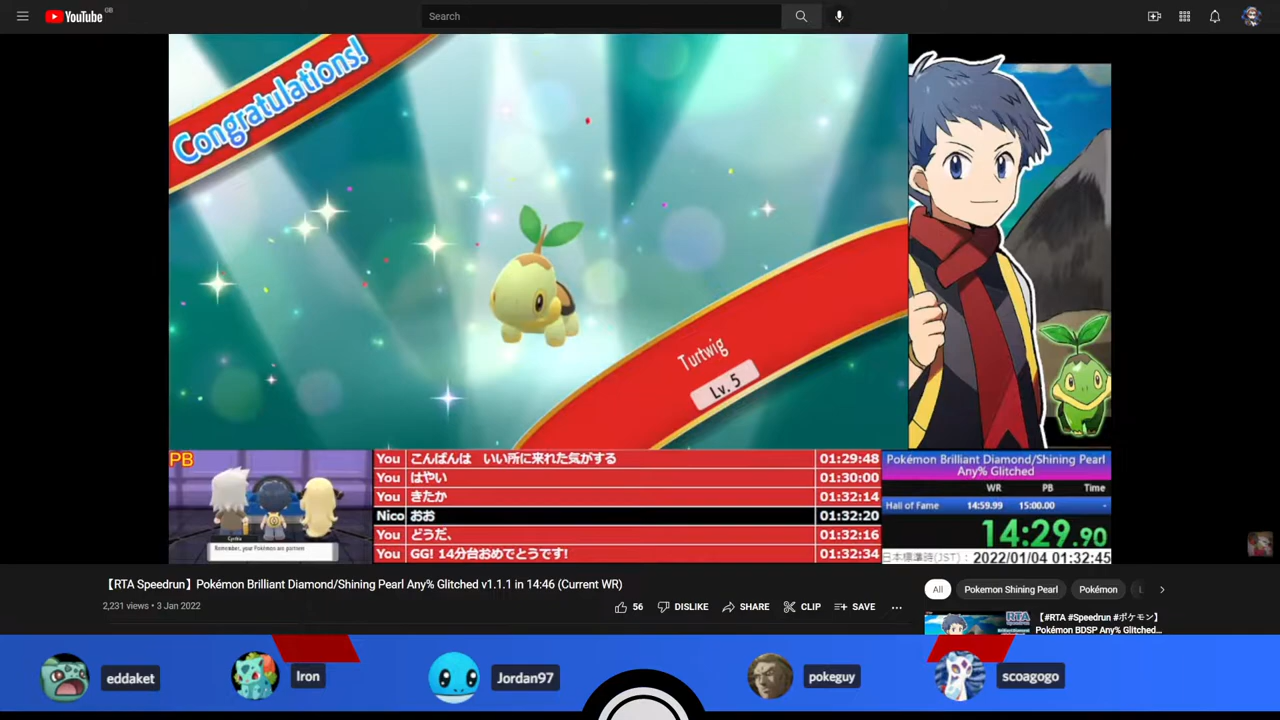 YouTube GB
Search
Congratulations!
Turtwig
Lv. 5
PB
Cynthia
Remember, your Pokémon are partners
You こんばんは いい所に来れた気がする 01:29:48
You はやい 01:30:00
You きたか 01:32:14
Nico おお 01:32:20
You どうだ、 01:32:16
You GG! 14分台おめでとうです! 01:32:34
Pokémon Brilliant Diamond/Shining Pearl
Any% Glitched
WR PB Time
Hall of Fame 14:59.99 15:00.00 -
14:29.90
日本標準時(JST): 2022/01/04 01:32:45
【RTA Speedrun】Pokémon Brilliant Diamond/Shining Pearl Any% Glitched v1.1.1 in 14:46 (Current WR)
2,231 views • 3 Jan 2022
56 DISLIKE SHARE CLIP SAVE
All Pokemon Shining Pearl Pokémon L
RTA
【#RTA #Speedrun #ポケモン】
Pokémon BDSP Any% Glitched…
eddaket
Iron
Jordan97
pokeguy
scoagogo